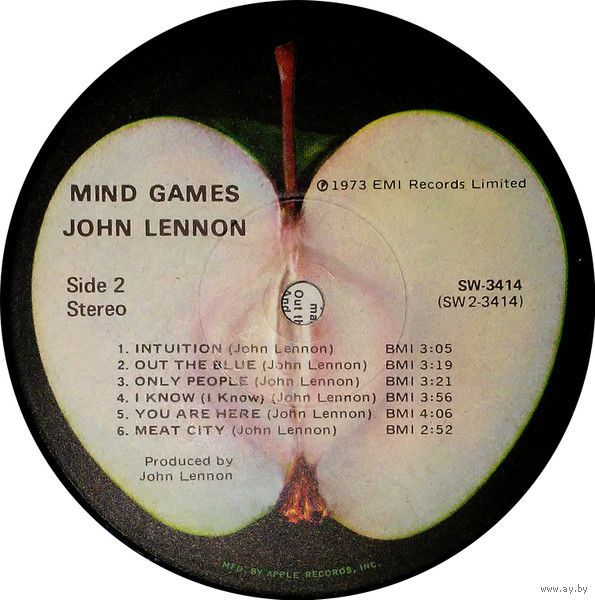 MIND GAMES
JOHN LENNON
℗ 1973 EMI Records Limited
Side 2
Stereo
SW-3414
(SW 2-3414)
1. INTUITION (John Lennon) BMI 3:05
2. OUT THE BLUE (John Lennon) BMI 3:19
3. ONLY PEOPLE (John Lennon) BMI 3:21
4. I KNOW (I Know) (John Lennon) BMI 3:56
5. YOU ARE HERE (John Lennon) BMI 4:06
6. MEAT CITY (John Lennon) BMI 2:52
Produced by
John Lennon
MFD. BY APPLE RECORDS, INC.
www.ay.by